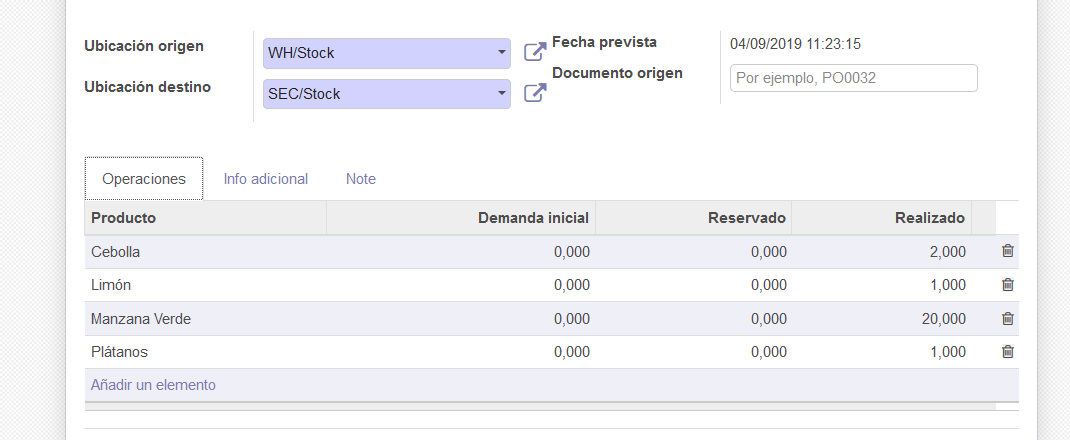 Ubicación origen WH/Stock Fecha prevista 04/09/2019 11:23:15
Ubicación destino SEC/Stock Documento origen Por ejemplo, PO0032
Operaciones Info adicional Note
Producto Demanda inicial Reservado Realizado
Cebolla 0,000 0,000 2,000
Limón 0,000 0,000 1,000
Manzana Verde 0,000 0,000 20,000
Plátanos 0,000 0,000 1,000
Añadir un elemento